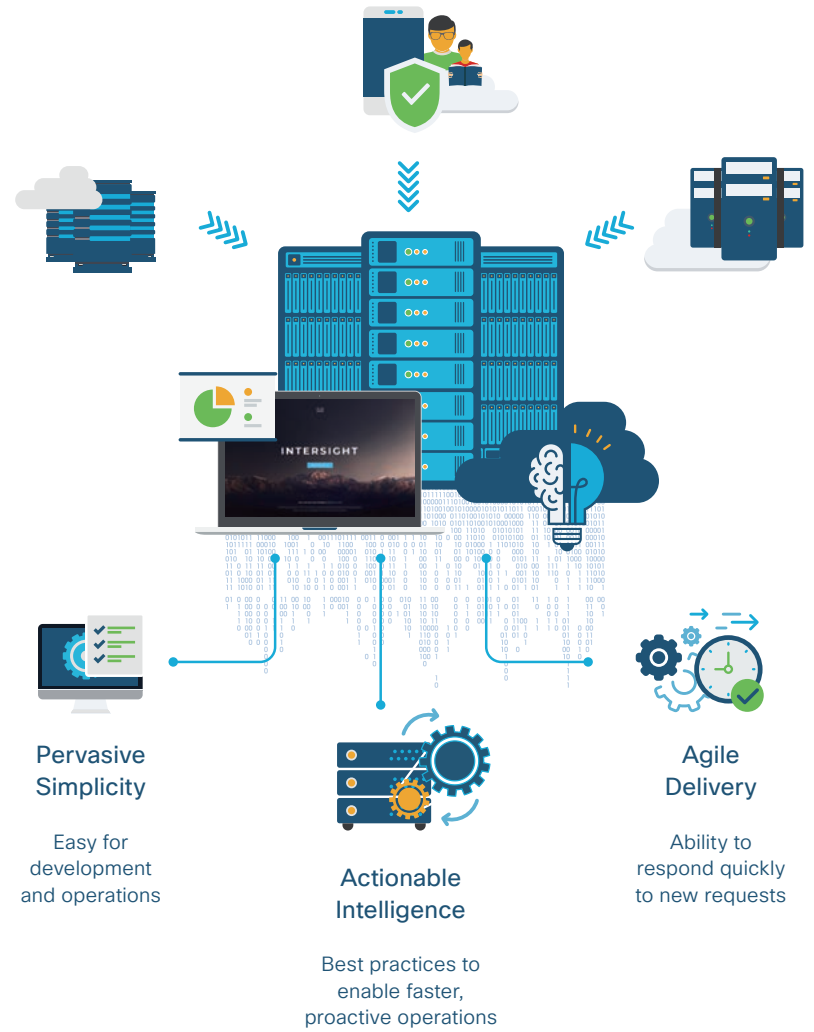 INTERSIGHT
Pervasive
Simplicity
Easy for
development
and operations
Actionable
Intelligence
Best practices to
enable faster,
proactive operations
Agile
Delivery
Ability to
respond quickly
to new requests